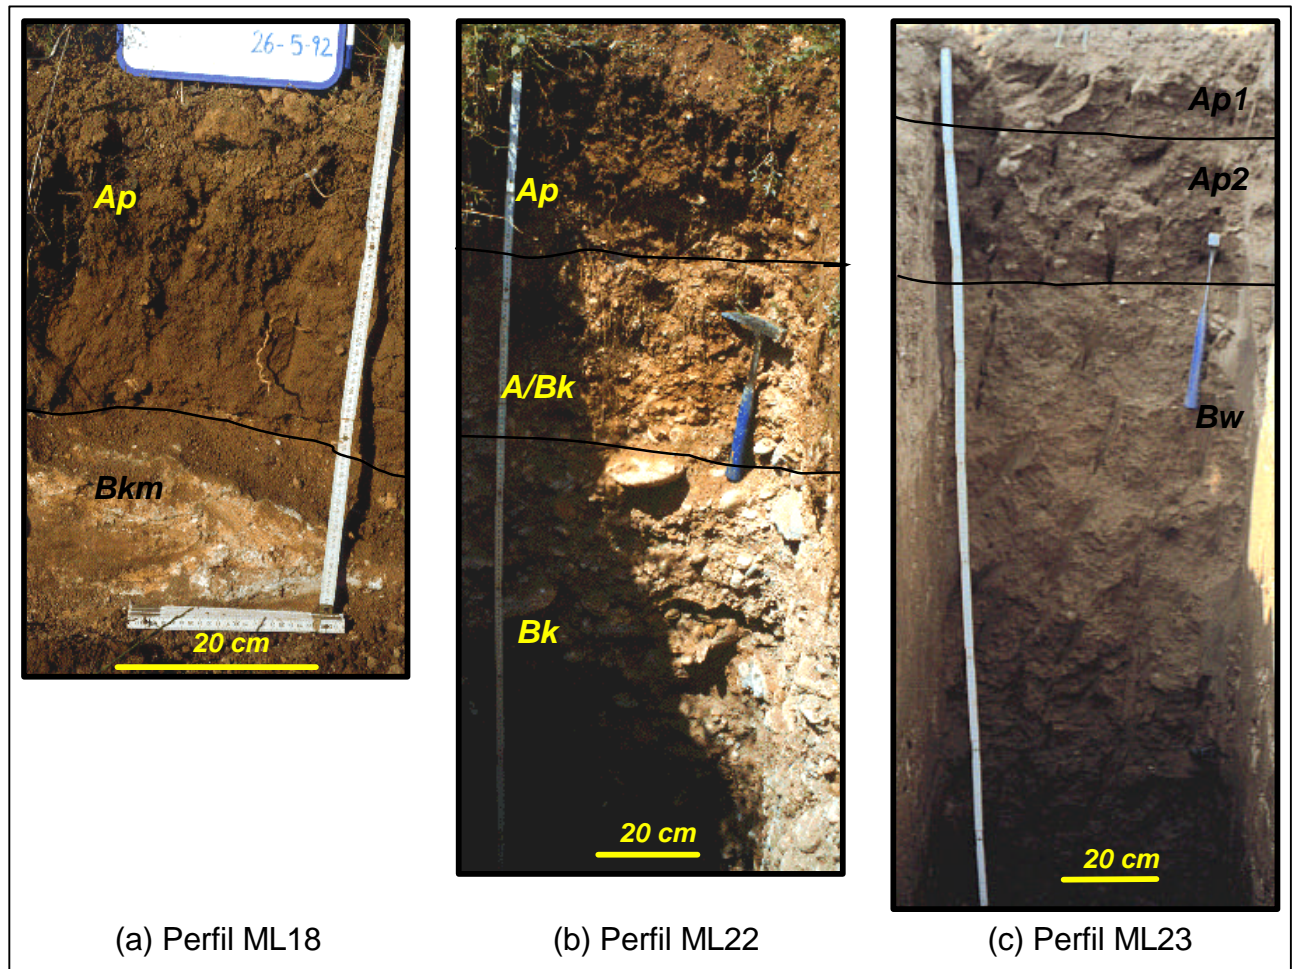 26-5-92
Ap
Bkm
20 cm
(a) Perfil ML18
Ap
A/Bk
Bk
20 cm
(b) Perfil ML22
Ap1
Ap2
Bw
20 cm
(c) Perfil ML23